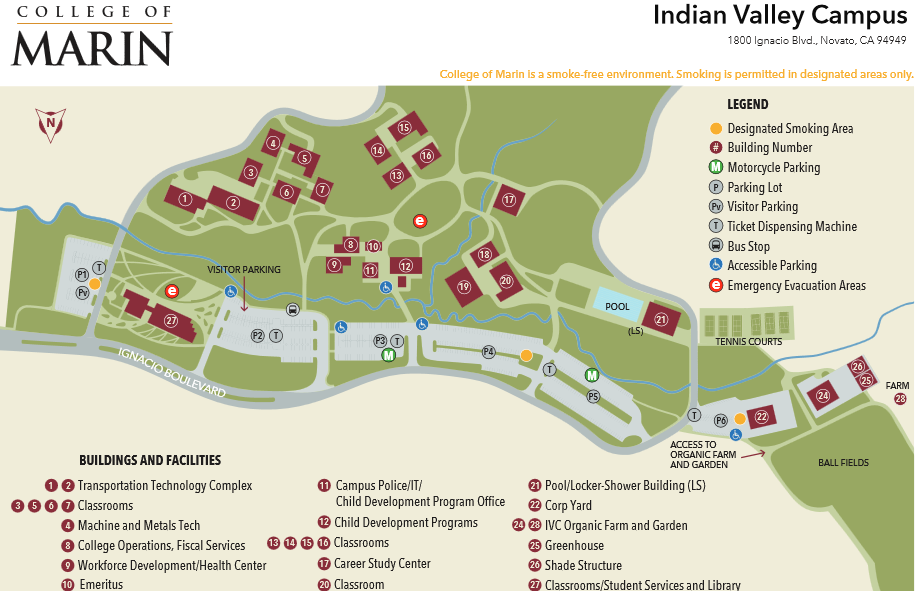 COLLEGE OF
MARIN
Indian Valley Campus
1800 Ignacio Blvd., Novato, CA 94949
College of Marin is a smoke-free environment. Smoking is permitted in designated areas only.
N
LEGEND
Designated Smoking Area
# Building Number
M Motorcycle Parking
P Parking Lot
Pv Visitor Parking
T Ticket Dispensing Machine
Bus Stop
Accessible Parking
e Emergency Evacuation Areas
15
4
14
16
5
3
13
6
7
1
2
17
e
8
10
9
11
12
18
19
20
P1 T
Pv
VISITOR PARKING
e
27
P2 T
P3 T
M
P4
T
M
P5
POOL
21
(LS)
TENNIS COURTS
IGNACIO BOULEVARD
26
25
24
FARM
28
T
P6
22
ACCESS TO
ORGANIC FARM
AND GARDEN
BALL FIELDS
BUILDINGS AND FACILITIES
1 2 Transportation Technology Complex
3 5 6 7 Classrooms
4 Machine and Metals Tech
8 College Operations, Fiscal Services
9 Workforce Development/Health Center
10 Emeritus
11 Campus Police/IT/
Child Development Program Office
12 Child Development Programs
13 14 15 16 Classrooms
17 Career Study Center
20 Classroom
21 Pool/Locker-Shower Building (LS)
22 Corp Yard
24 28 IVC Organic Farm and Garden
25 Greenhouse
26 Shade Structure
27 Classrooms/Student Services and Library